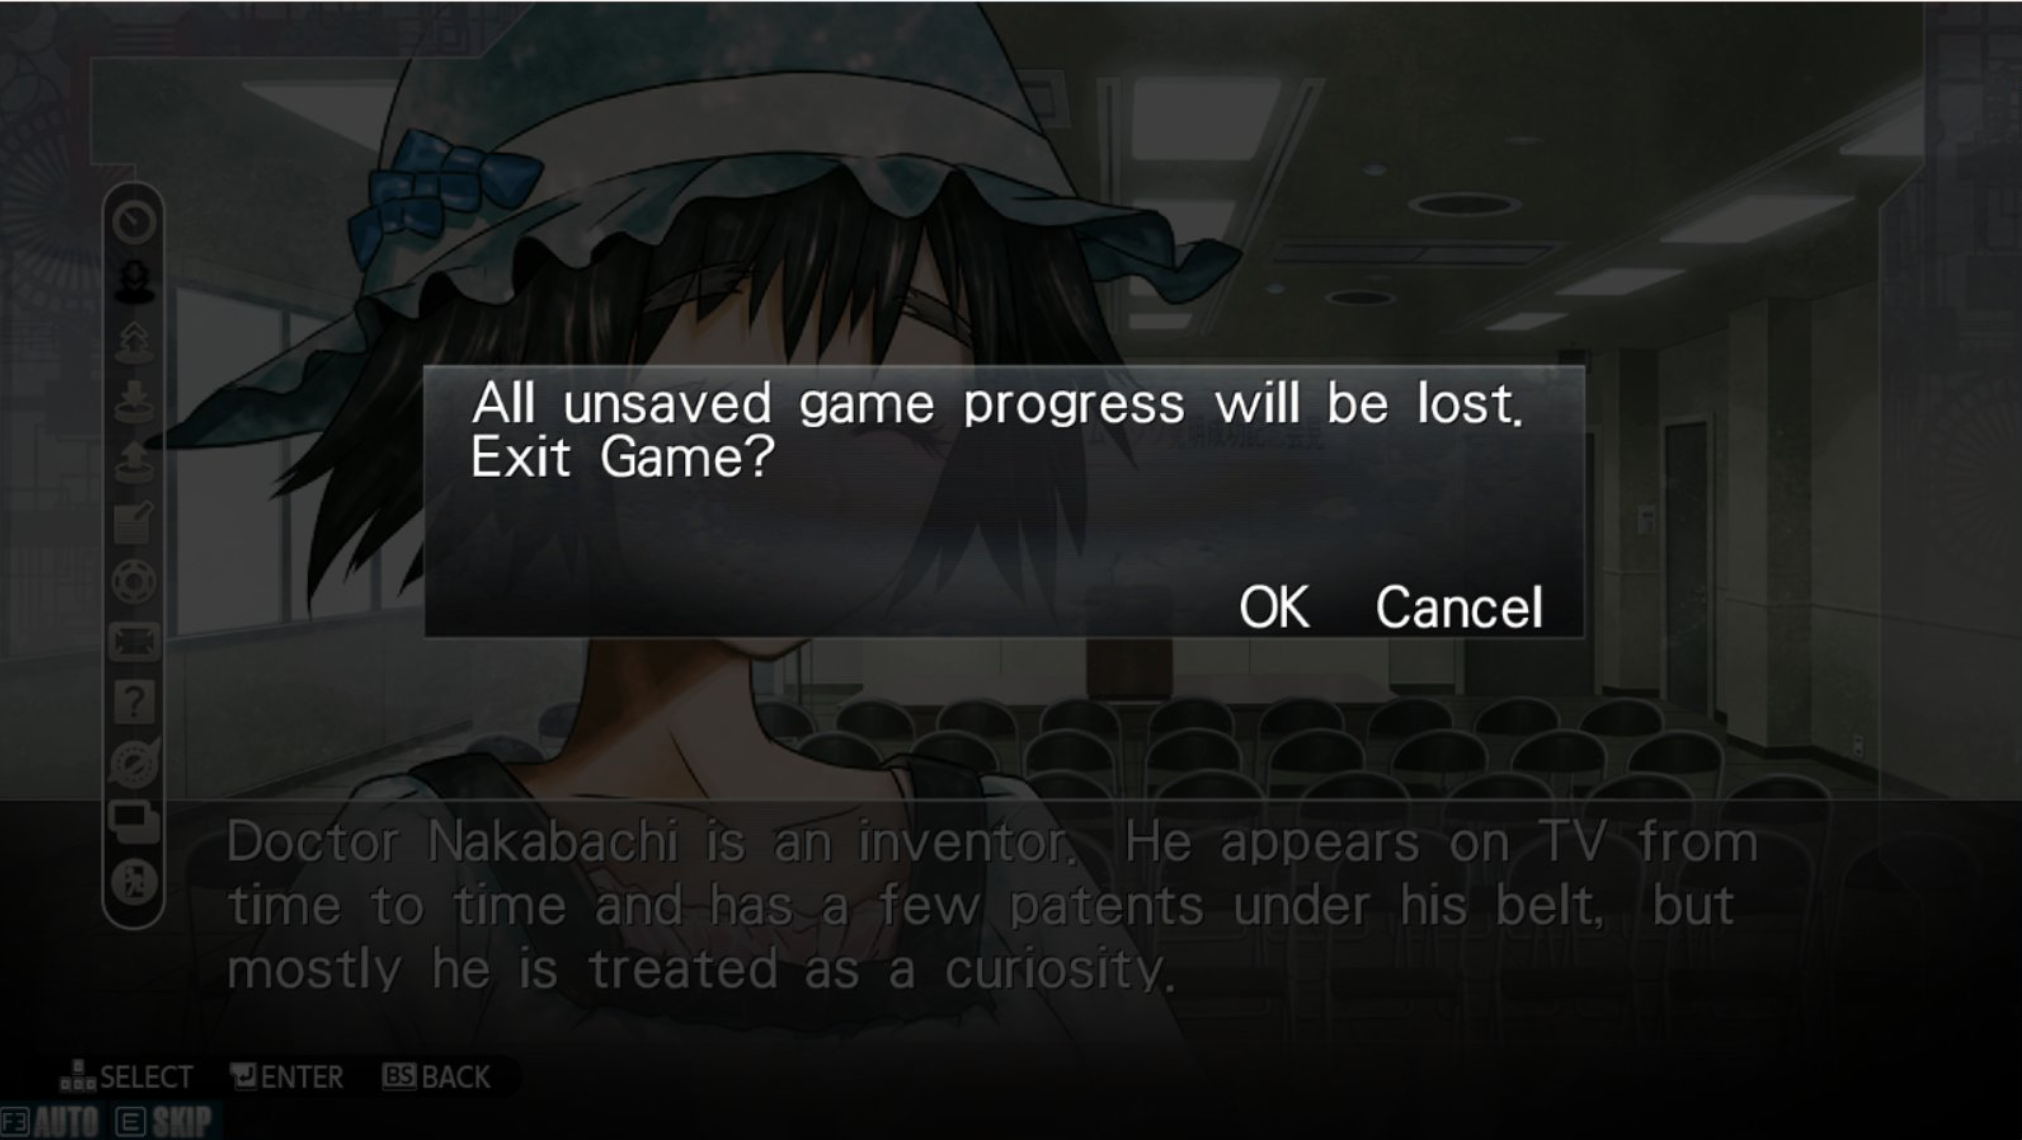 All unsaved game progress will be lost.
Exit Game?
OK Cancel
?
Doctor Nakabachi is an inventor. He appears on TV from
time to time and has a few patents under his belt, but
mostly he is treated as a curiosity.
SELECT ENTER BS BACK
F3 AUTO E SKIP